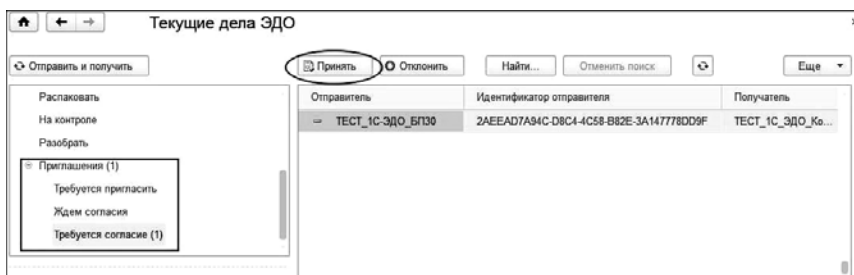 Текущие дела ЭДО
Отправить и получить
Принять Отклонить Найти... Отменить поиск Еще
Распаковать
На контроле
Разобрать
Приглашения (1)
Требуется пригласить
Ждем согласия
Требуется согласие (1)
Отправитель Идентификатор отправителя Получатель
ТЕСТ_1С-ЭДО_БП30 2AEEAD7A94C-D8C4-4C58-B82E-3A147778DD9F ТЕСТ_1С_ЭДО_Ко...